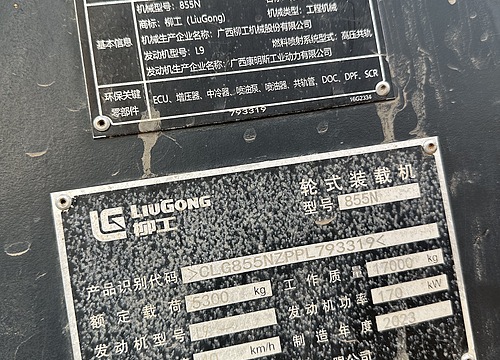 机械型号：855N
商标：柳工（LiuGong）
机械类型：工程机械
机械生产企业名称：广西柳工机械股份有限公司
基本信息
发动机型号：L9
燃料喷射系统型式：高压共轨
发动机生产企业名称：广西康明斯工业动力有限公司
环保关键零部件
ECU、增压器、中冷器、喷油泵、喷油器、共轨管、DOC、DPF、SCR
793319
16G2334
LIUGONG
柳工
轮式装载机
型号 855N
产品识别代码 >CLG855NZPPL793319<
额定载荷 5300 kg
工作质量 17000 kg
发动机型号
发动机功率 170 kW
km/h
制造年度 2023
有限公司